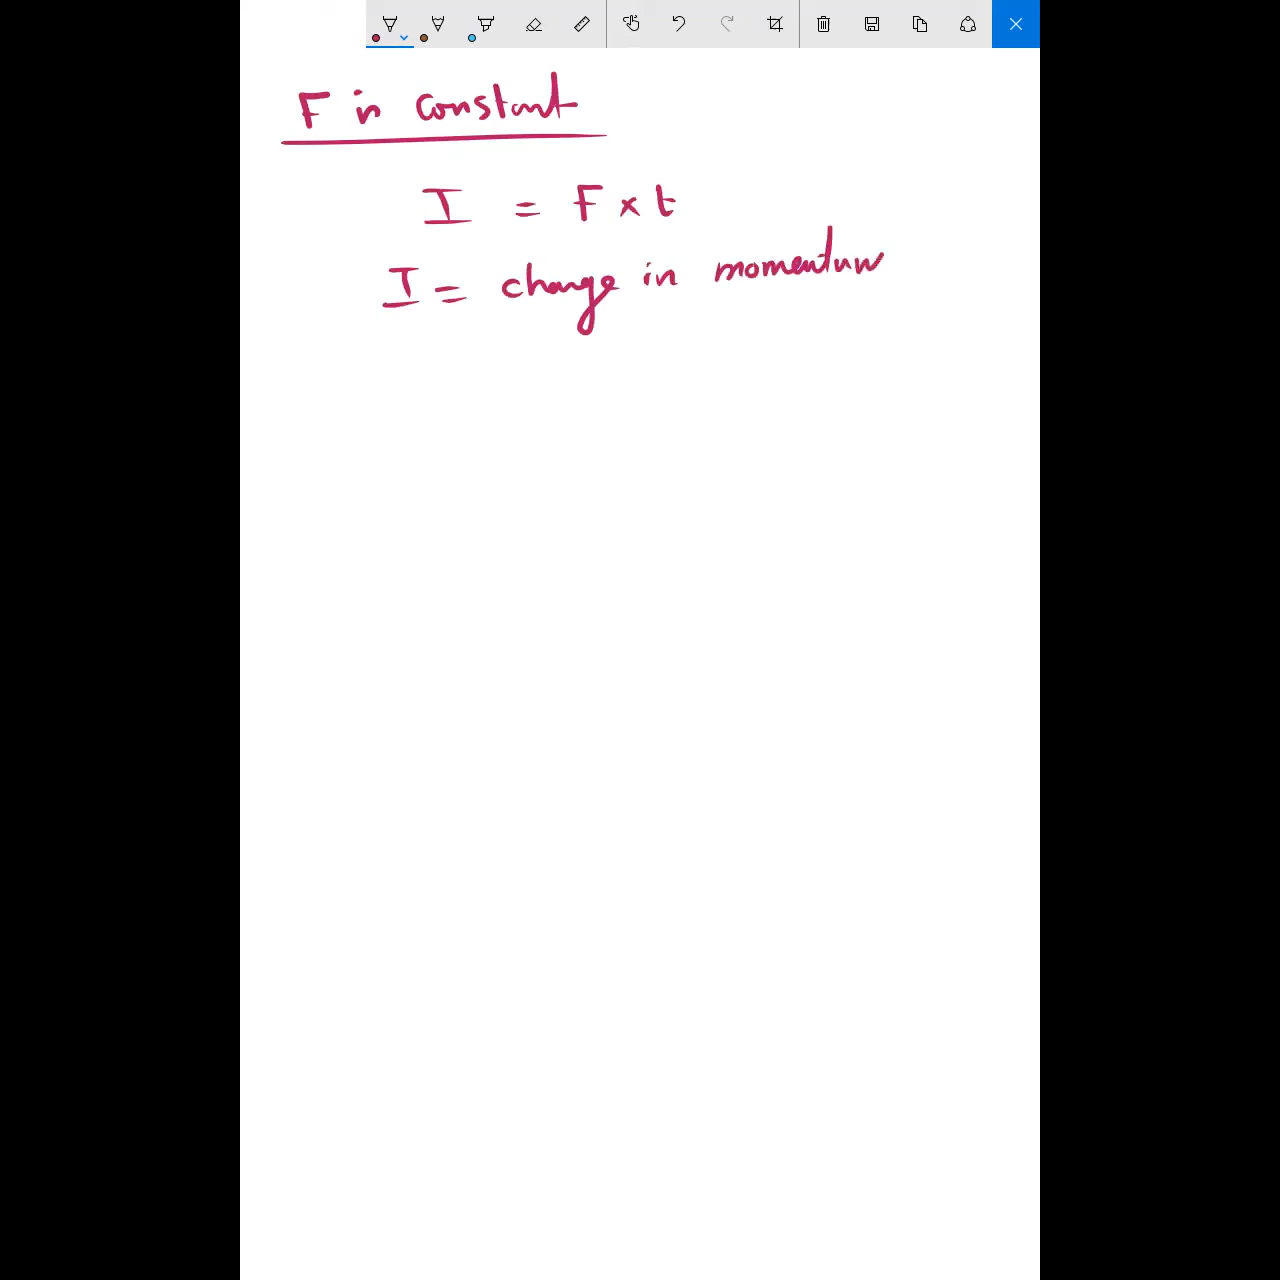 F is constant
I = F × t
I = change in momentum